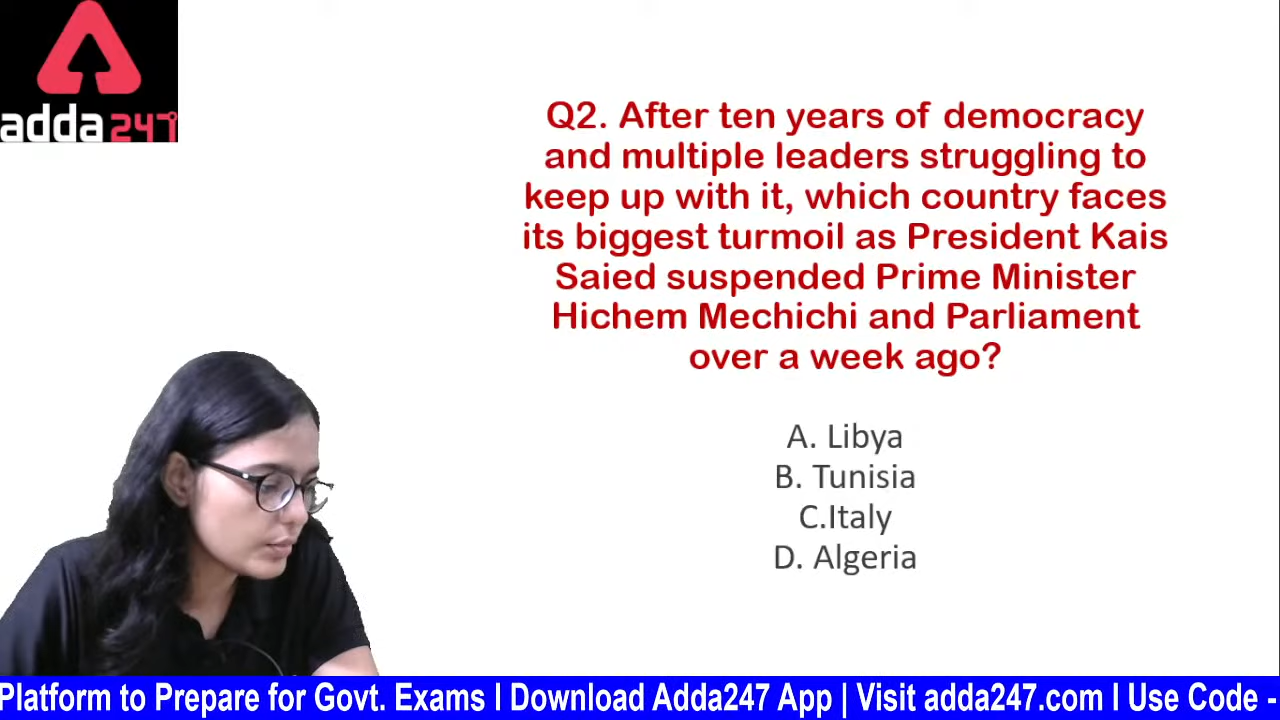 adda247
Q2. After ten years of democracy
and multiple leaders struggling to
keep up with it, which country faces
its biggest turmoil as President Kais
Saied suspended Prime Minister
Hichem Mechichi and Parliament
over a week ago?
A. Libya
B. Tunisia
C.Italy
D. Algeria
Platform to Prepare for Govt. Exams I Download Adda247 App | Visit adda247.com I Use Code -